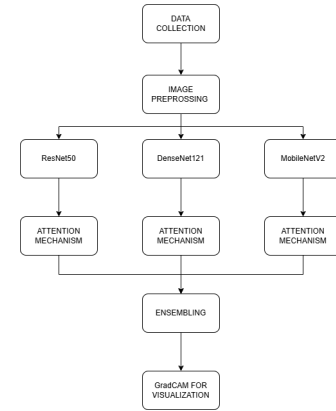 DATA
COLLECTION
IMAGE
PREPROSSING
ResNet50
DenseNet121
MobileNetV2
ATTENTION
MECHANISM
ATTENTION
MECHANISM
ATTENTION
MECHANISM
ENSEMBLING
GradCAM FOR
VISUALIZATION